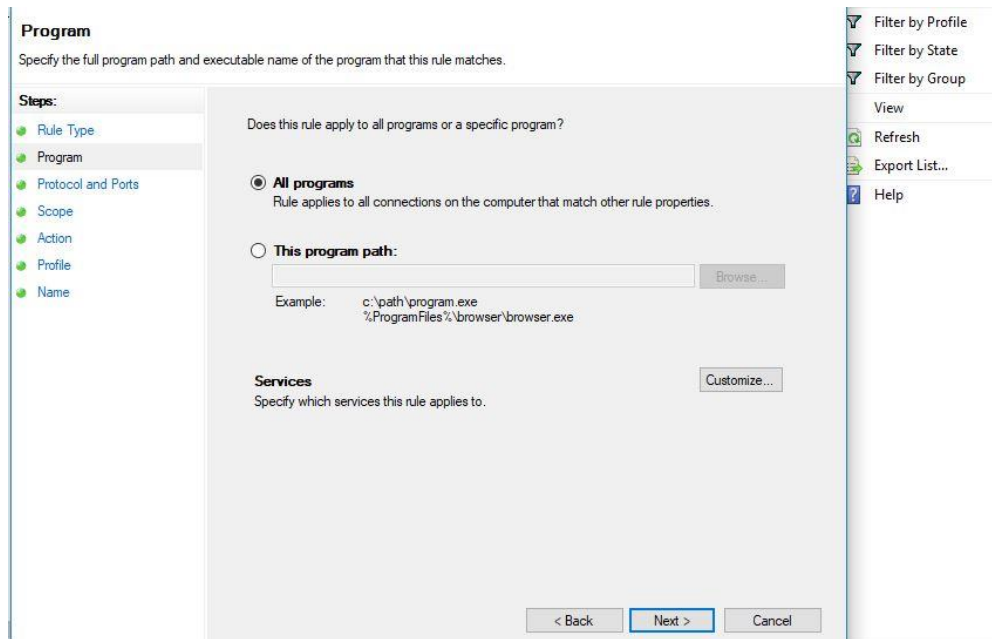 Program
Specify the full program path and executable name of the program that this rule matches.
Steps:
Rule Type
Program
Protocol and Ports
Scope
Action
Profile
Name
Does this rule apply to all programs or a specific program?
All programs
Rule applies to all connections on the computer that match other rule properties.
This program path:
Browse...
Example: c:\path\program.exe
%ProgramFiles%\browser\browser.exe
Services
Customize...
Specify which services this rule applies to.
< Back
Next >
Cancel
Filter by Profile
Filter by State
Filter by Group
View
Refresh
Export List...
Help